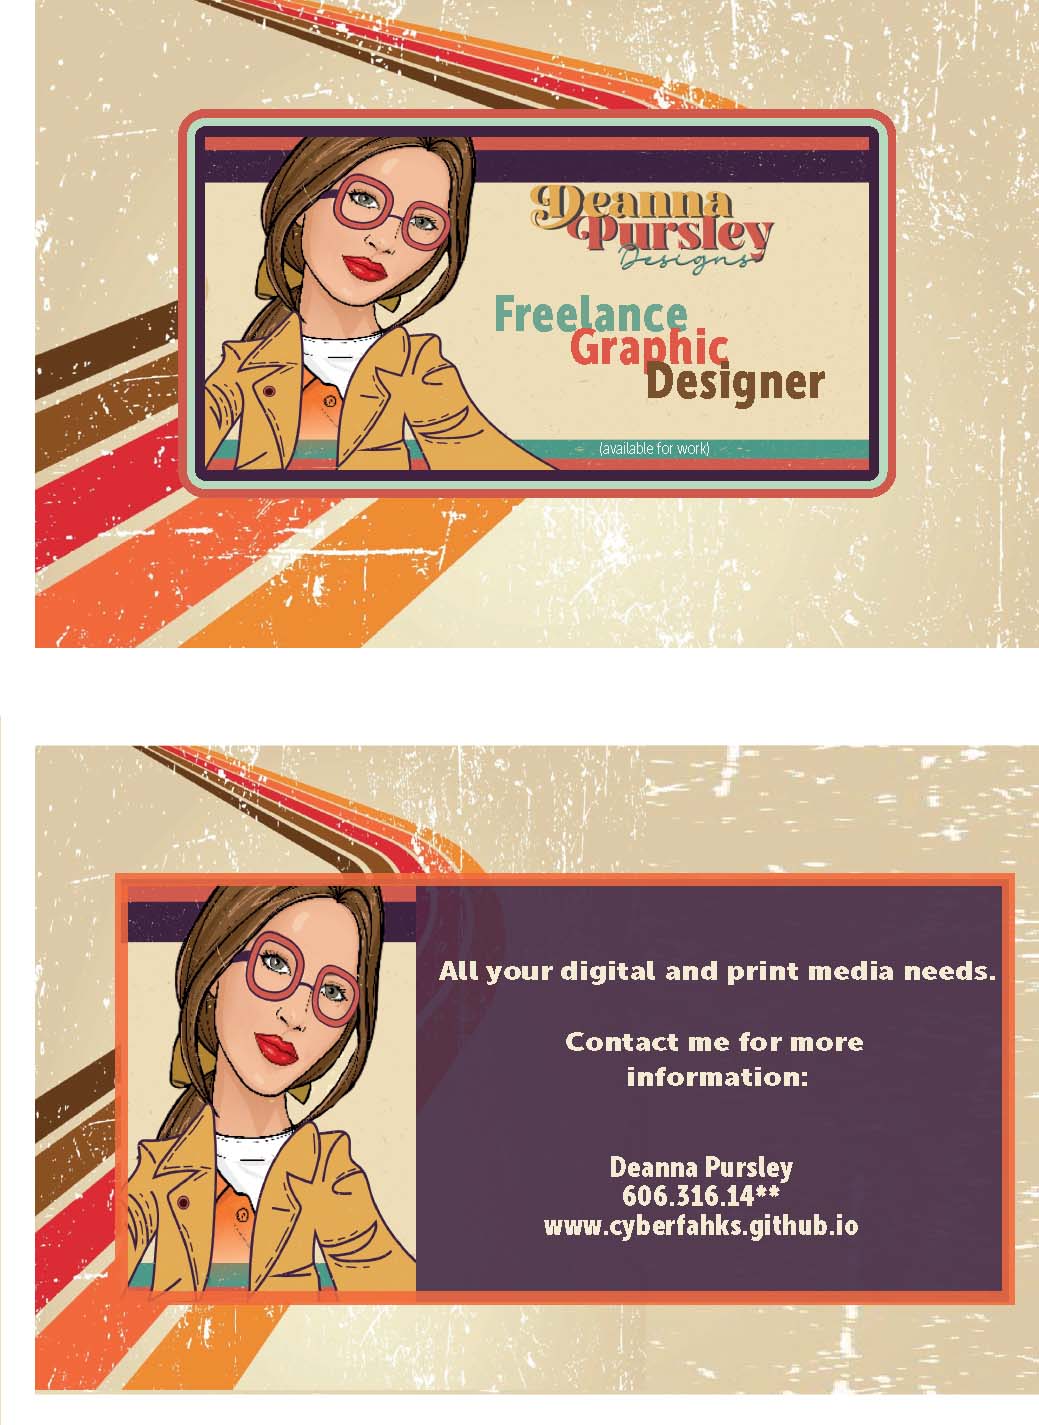 Deanna
Pursley
Designs
Freelance
Graphic
Designer
(available for work)
All your digital and print media needs.
Contact me for more
information:
Deanna Pursley
606.316.14**
www.cyberfahks.github.io